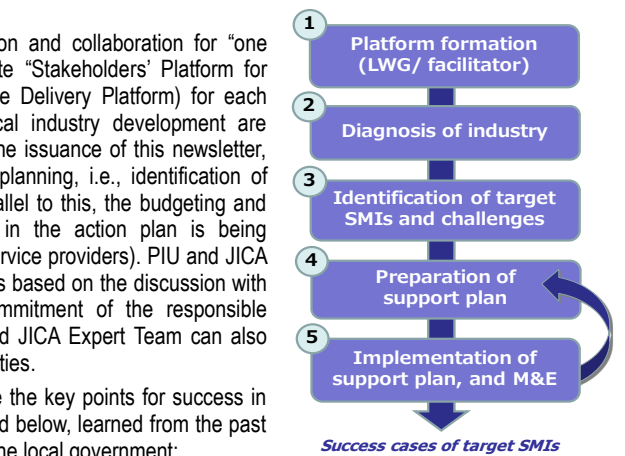 on and collaboration for “one
te “Stakeholders’ Platform for
e Delivery Platform) for each
cal industry development are
he issuance of this newsletter,
planning, i.e., identification of
allel to this, the budgeting and
in the action plan is being
ervice providers). PIU and JICA
s based on the discussion with
mmitment of the responsible
d JICA Expert Team can also
ties.
e the key points for success in
d below, learned from the past
he local government:
1
Platform formation
(LWG/ facilitator)
2
Diagnosis of industry
3
Identification of target
SMIs and challenges
4
Preparation of
support plan
5
Implementation of
support plan, and M&E
Success cases of target SMIs